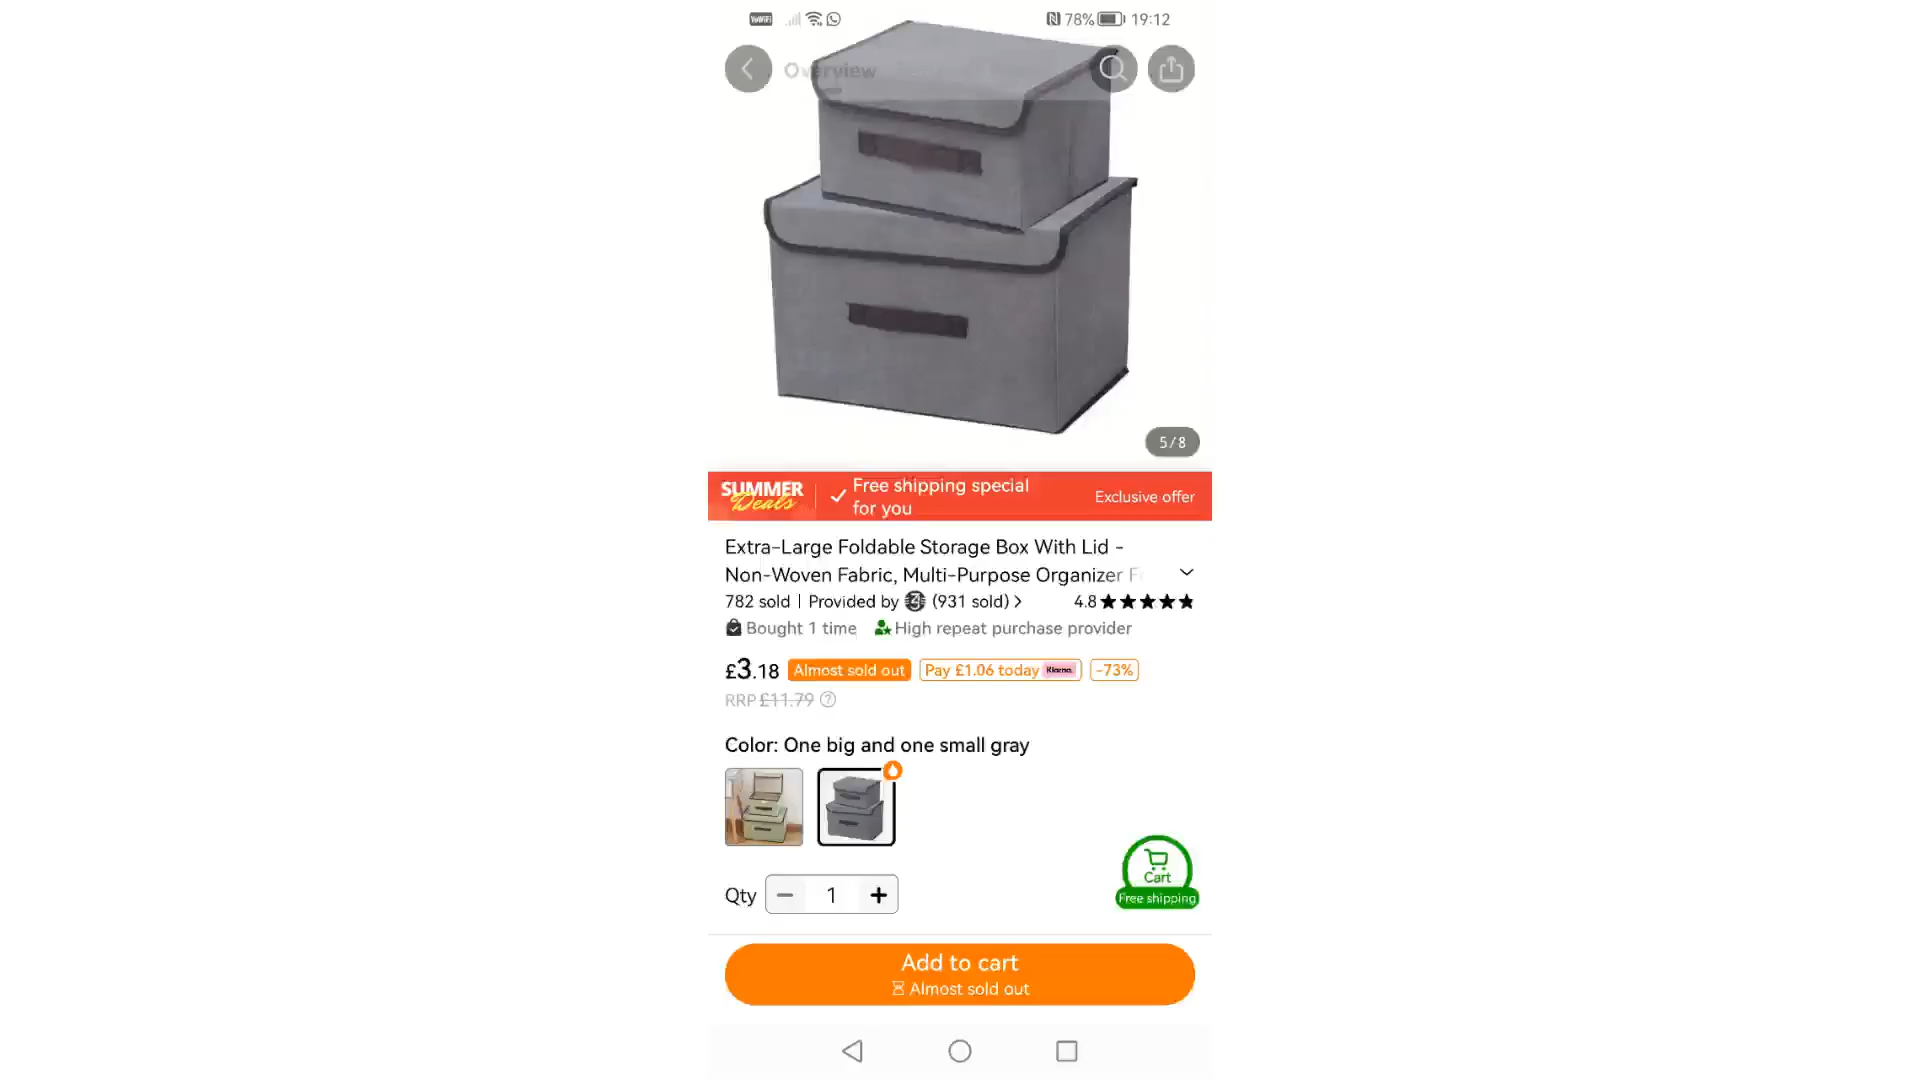 VoWiFi 78% 19:12
Overview
5/8
SUMMER Deals
Free shipping special for you
Exclusive offer
Extra-Large Foldable Storage Box With Lid -
Non-Woven Fabric, Multi-Purpose Organizer
782 sold | Provided by (931 sold) >
4.8
Bought 1 time
High repeat purchase provider
£3.18 Almost sold out Pay £1.06 today Klarna. -73%
RRP £11.79 ?
Color: One big and one small gray
Qty − 1 +
Cart
Free shipping
Add to cart
Almost sold out